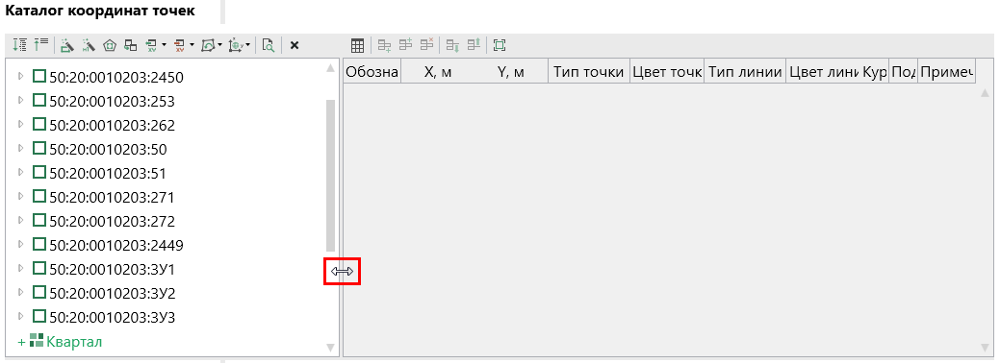 Каталог координат точек
Обозна X, м Y, м Тип точки Цвет точк Тип линии Цвет лини Кур Под Примеч
50:20:0010203:2450
50:20:0010203:253
50:20:0010203:262
50:20:0010203:50
50:20:0010203:51
50:20:0010203:271
50:20:0010203:272
50:20:0010203:2449
50:20:0010203:ЗУ1
50:20:0010203:ЗУ2
50:20:0010203:ЗУ3
+ Квартал